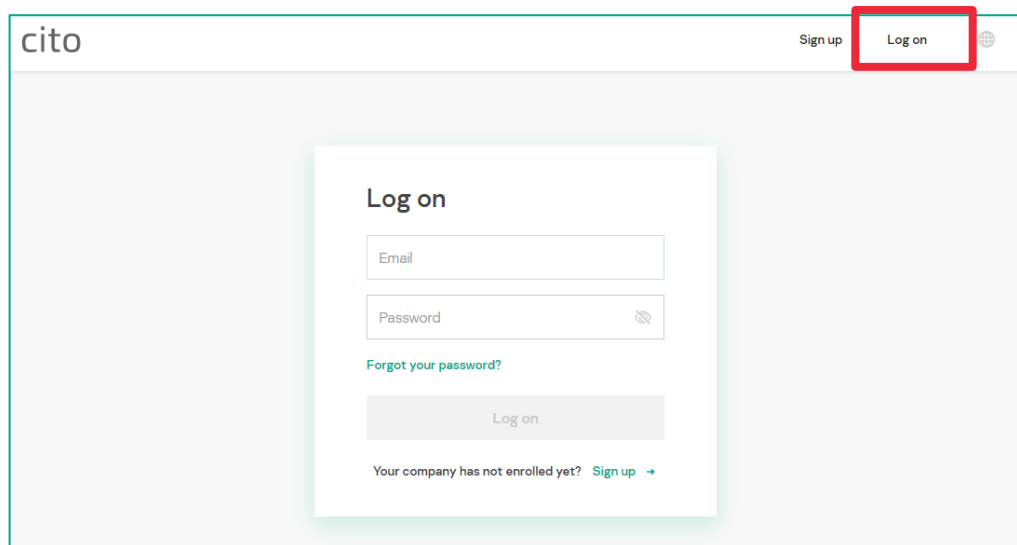 cito
Sign up Log on
Log on
Email
Password
Forgot your password?
Log on
Your company has not enrolled yet? Sign up →